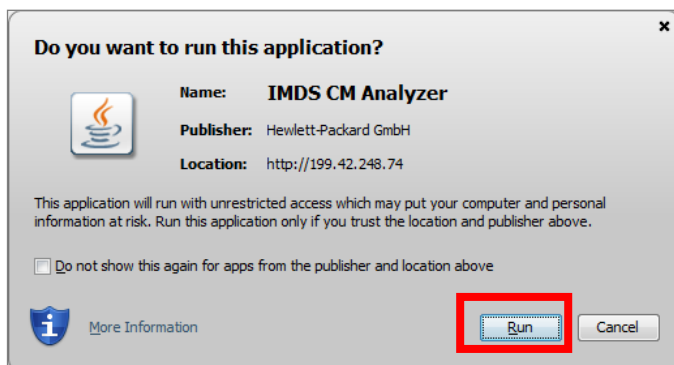 Do you want to run this application?
Name: IMDS CM Analyzer
Publisher: Hewlett-Packard GmbH
Location: http://199.42.248.74
This application will run with unrestricted access which may put your computer and personal
information at risk. Run this application only if you trust the location and publisher above.
Do not show this again for apps from the publisher and location above
More Information
Run
Cancel